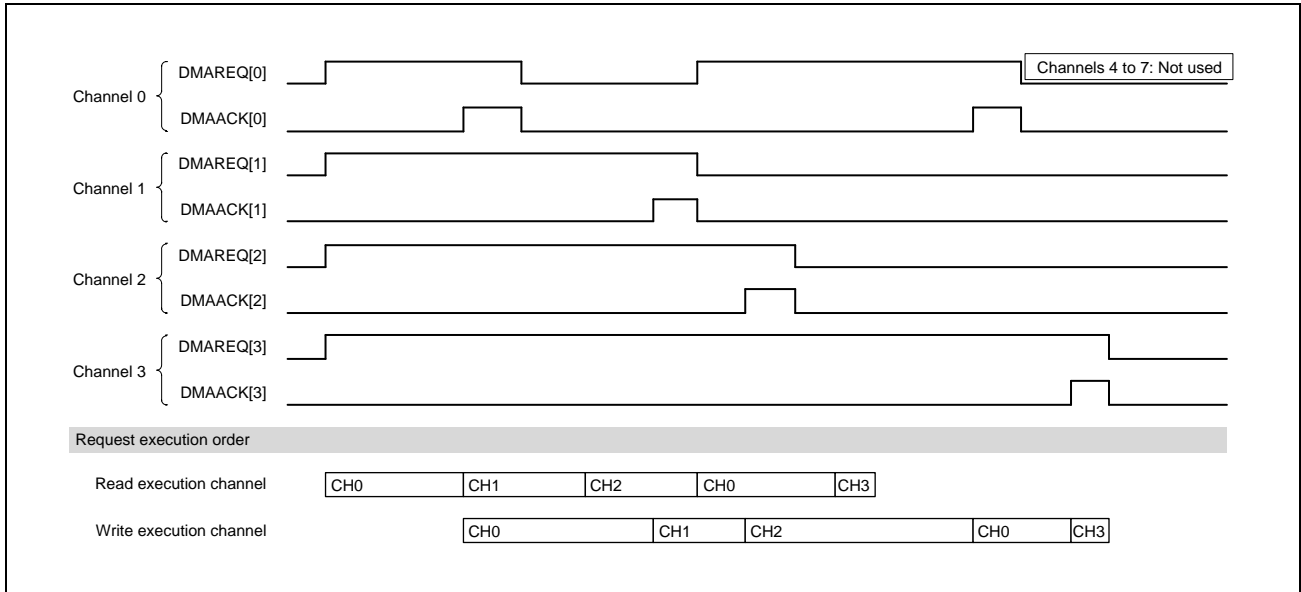 DMAREQ[0]
Channels 4 to 7: Not used
Channel 0
DMAACK[0]
DMAREQ[1]
Channel 1
DMAACK[1]
DMAREQ[2]
Channel 2
DMAACK[2]
DMAREQ[3]
Channel 3
DMAACK[3]
Request execution order
Read execution channel CH0 CH1 CH2 CH0 CH3
Write execution channel CH0 CH1 CH2 CH0 CH3